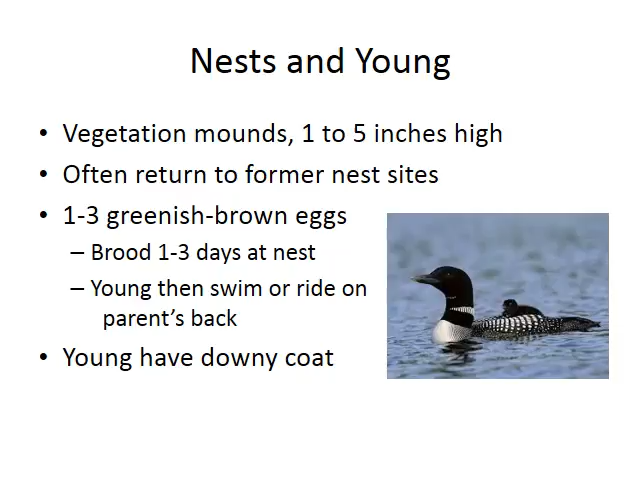 Nests and Young
• Vegetation mounds, 1 to 5 inches high
• Often return to former nest sites
• 1-3 greenish-brown eggs
– Brood 1-3 days at nest
– Young then swim or ride on
parent’s back
• Young have downy coat